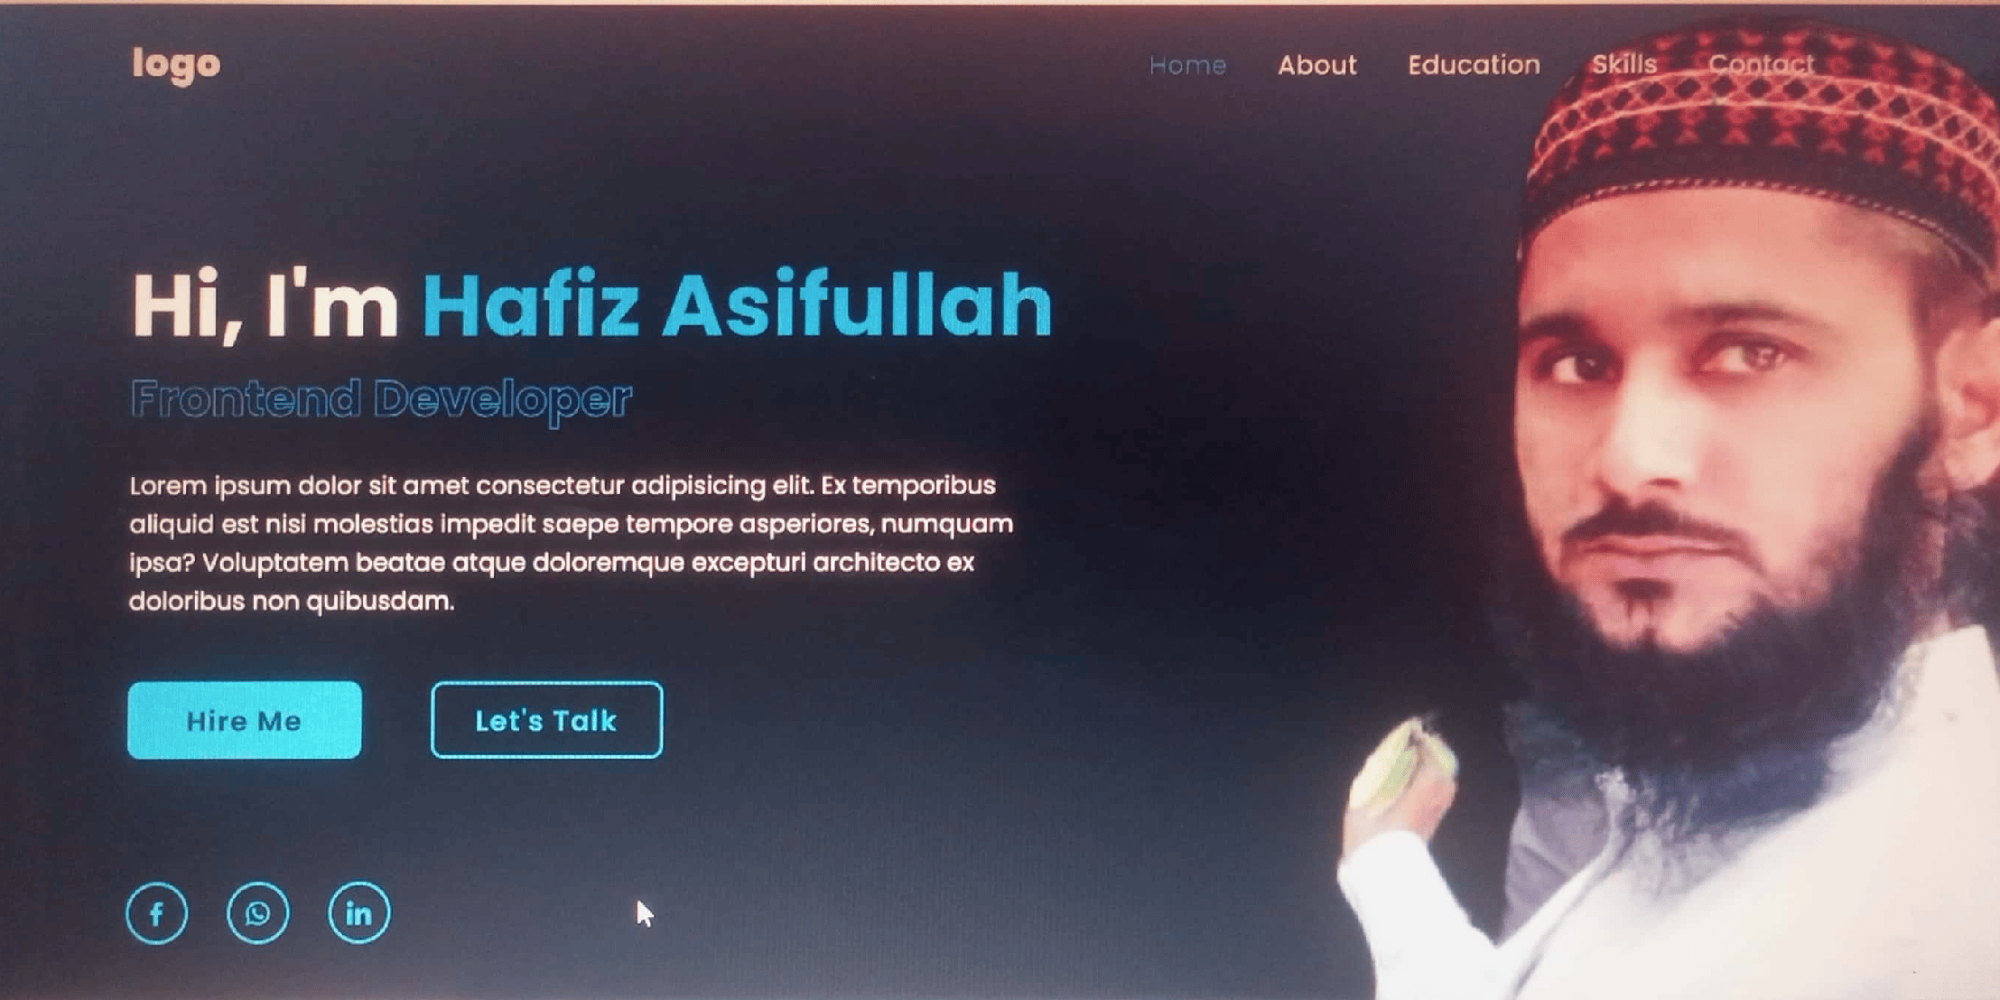 logo
Home About Education Skills Contact
Hi, I'm Hafiz Asifullah
Frontend Developer
Lorem ipsum dolor sit amet consectetur adipisicing elit. Ex temporibus
aliquid est nisi molestias impedit saepe tempore asperiores, numquam
ipsa? Voluptatem beatae atque doloremque excepturi architecto ex
doloribus non quibusdam.
Hire Me Let's Talk
f in